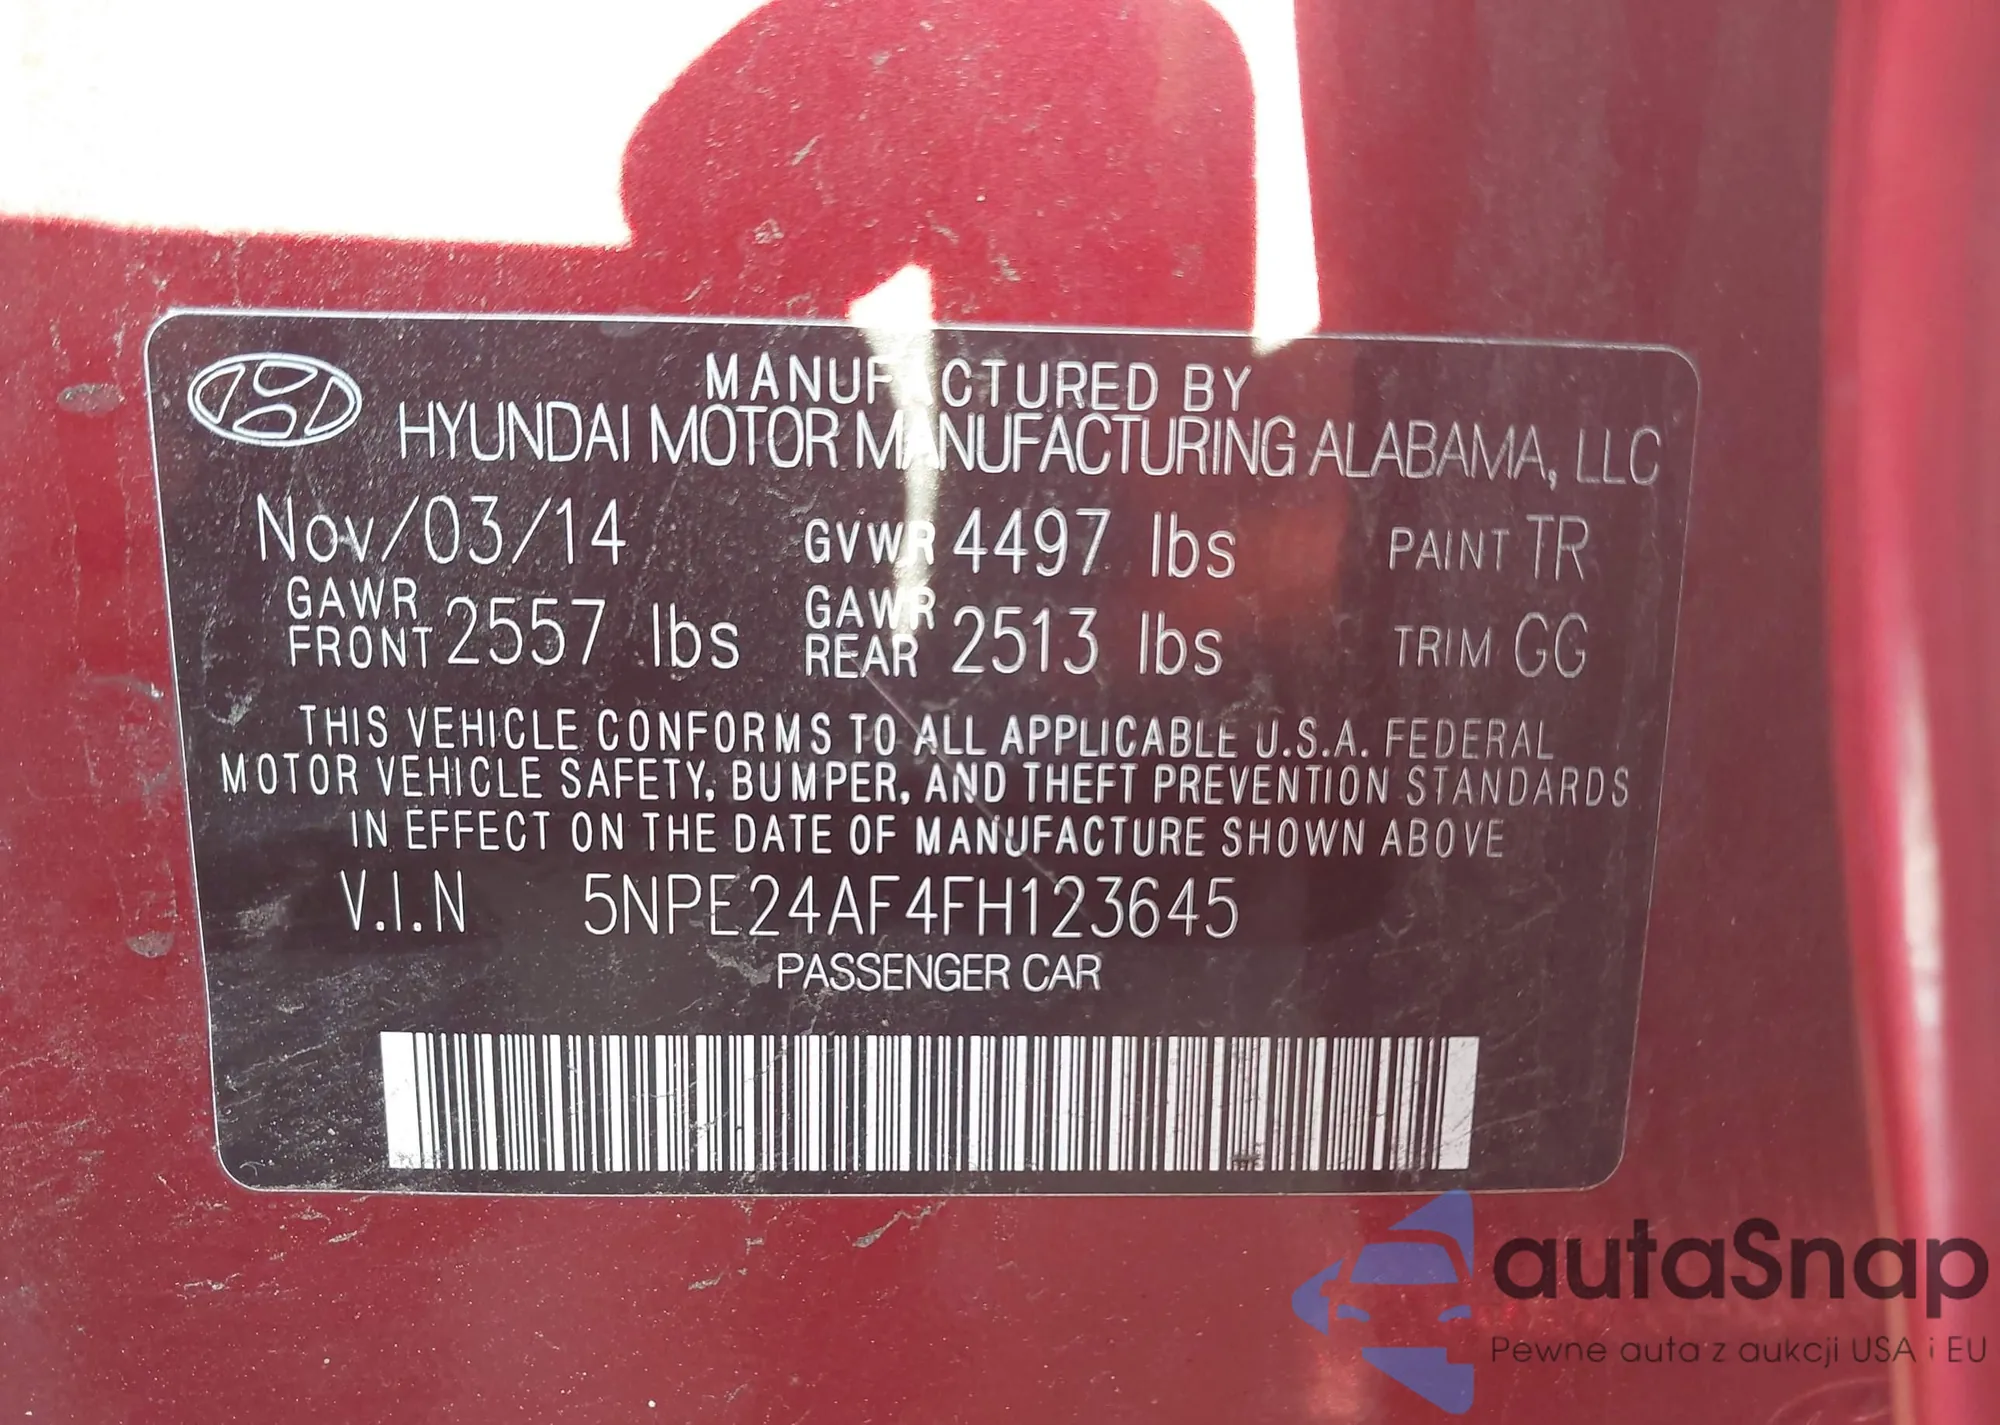 MANUFACTURED BY
HYUNDAI MOTOR MANUFACTURING ALABAMA, LLC
Nov/03/14 GVWR 4497 lbs PAINT TR
GAWR FRONT 2557 lbs GAWR REAR 2513 lbs TRIM GG
THIS VEHICLE CONFORMS TO ALL APPLICABLE U.S.A. FEDERAL
MOTOR VEHICLE SAFETY, BUMPER, AND THEFT PREVENTION STANDARDS
IN EFFECT ON THE DATE OF MANUFACTURE SHOWN ABOVE
V.I.N 5NPE24AF4FH123645
PASSENGER CAR
autaSnap
Pewne auta z aukcji USA i EU